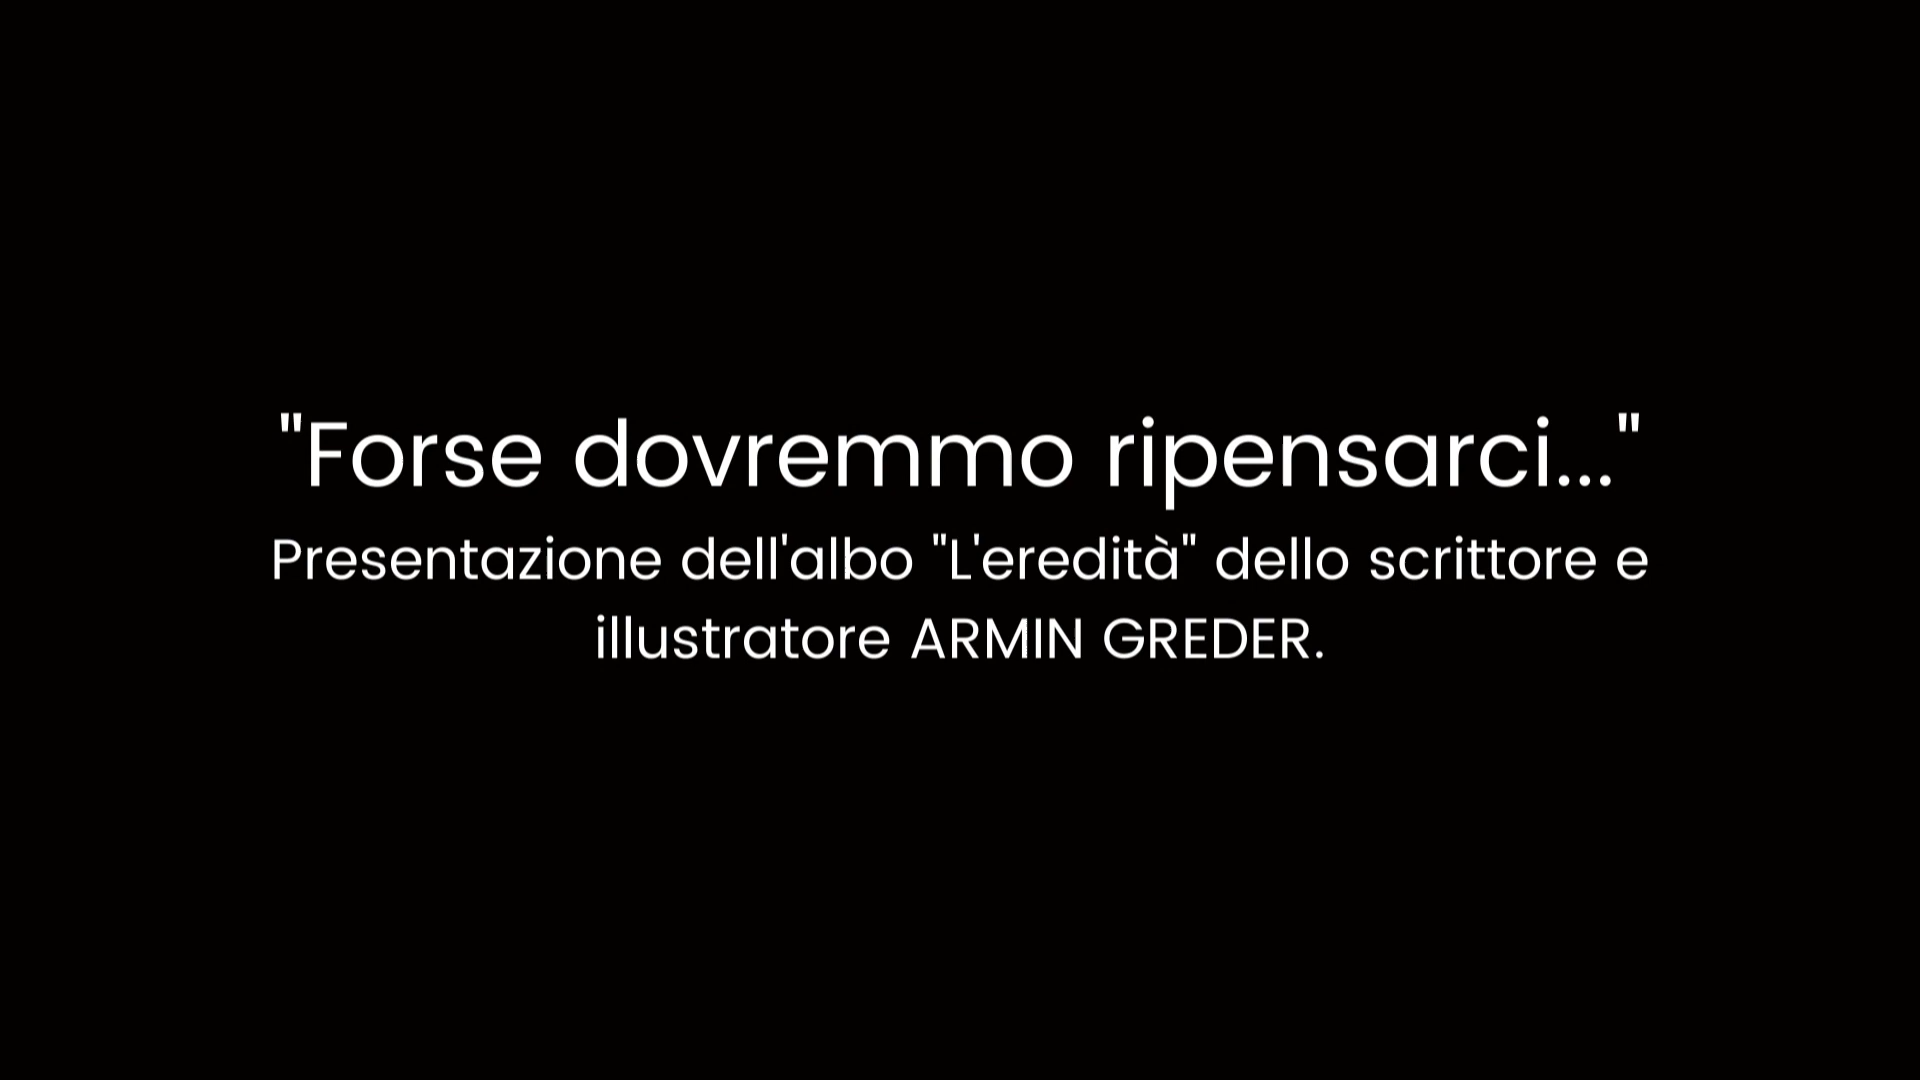 "Forse dovremmo ripensarci..."
Presentazione dell'albo "L'eredità" dello scrittore e
illustratore ARMIN GREDER.